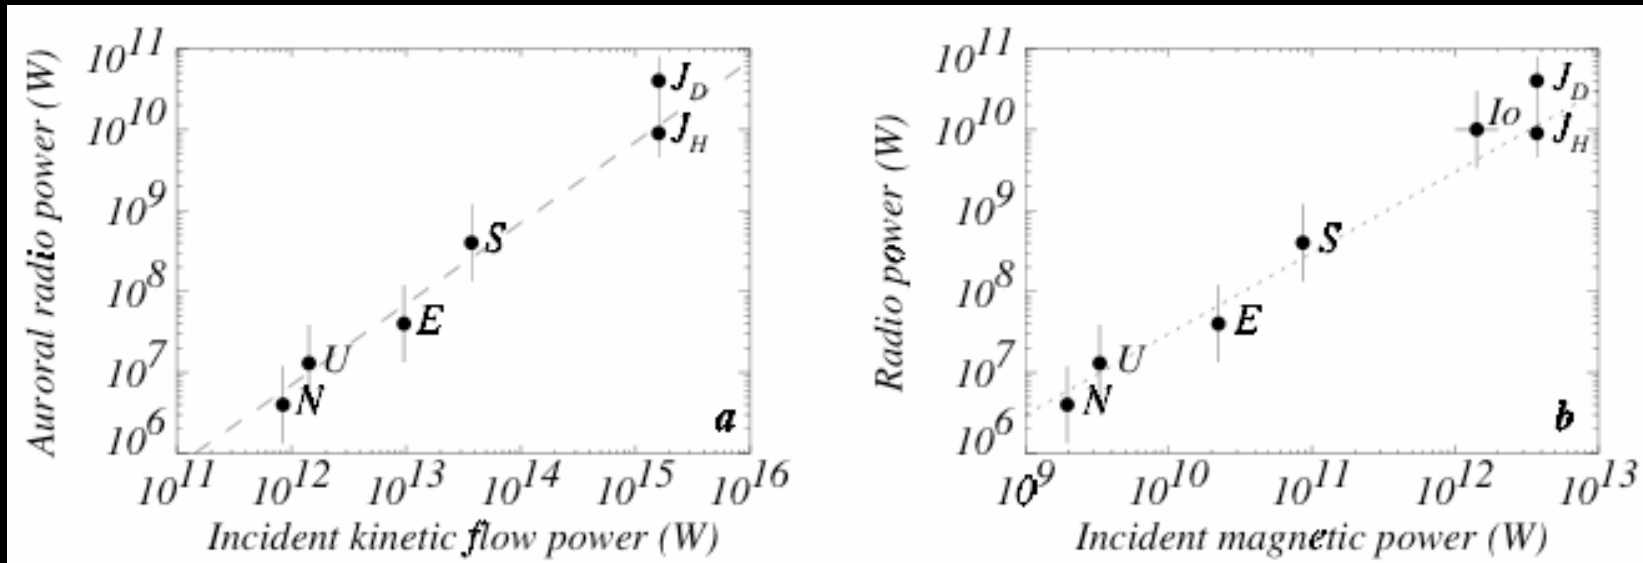 Auroral radio power (W)
10^11
10^10
10^9
10^8
10^7
10^6
J_D
J_H
S
E
U
N
a
10^11 10^12 10^13 10^14 10^15 10^16
Incident kinetic flow power (W)
Radio power (W)
10^11
10^10
10^9
10^8
10^7
10^6
J_D
Io
J_H
S
E
U
N
b
10^9 10^10 10^11 10^12 10^13
Incident magnetic power (W)